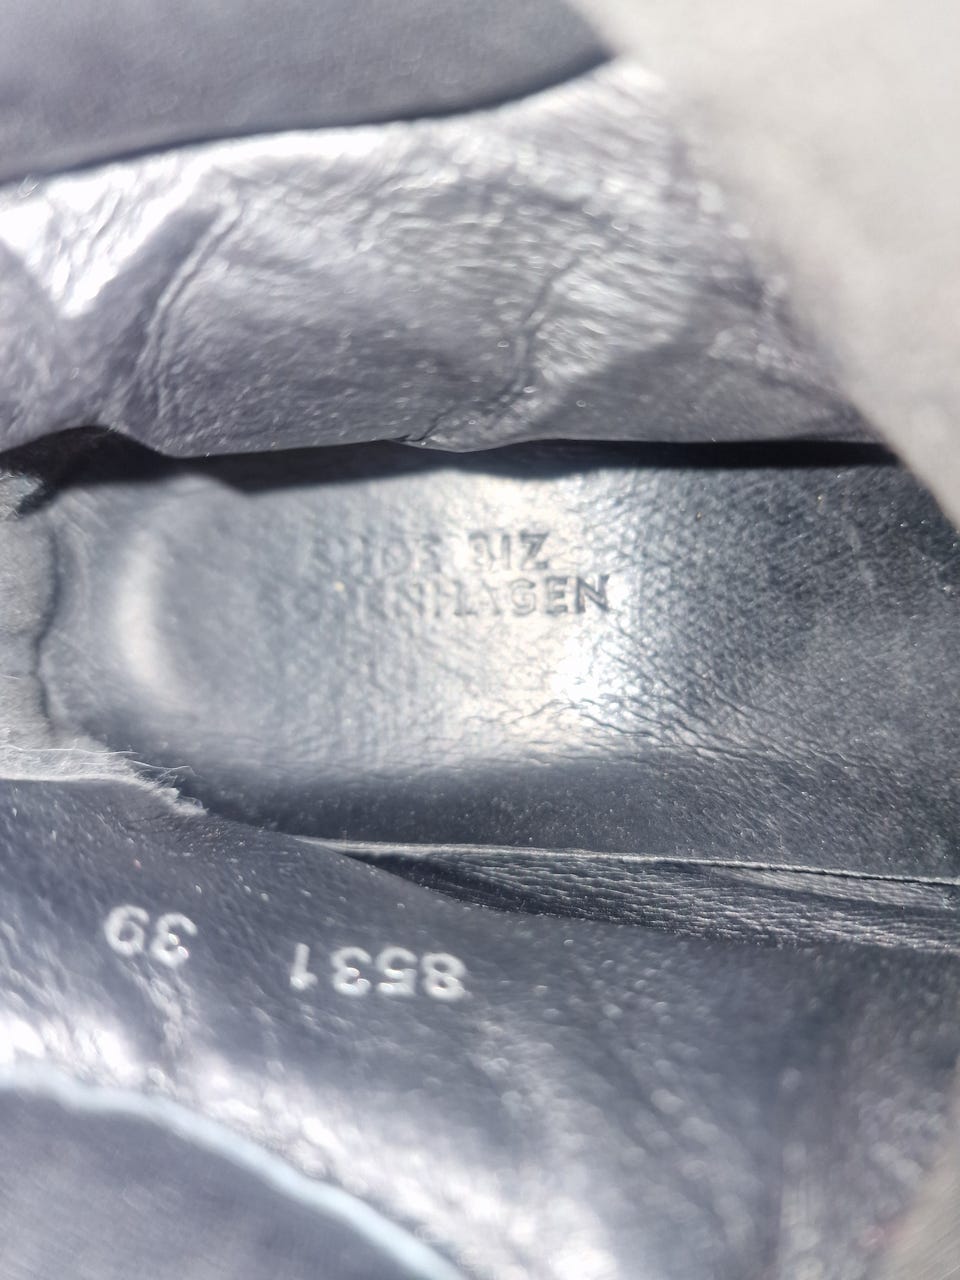 SHOE BIZ
COPENHAGEN
8531 39